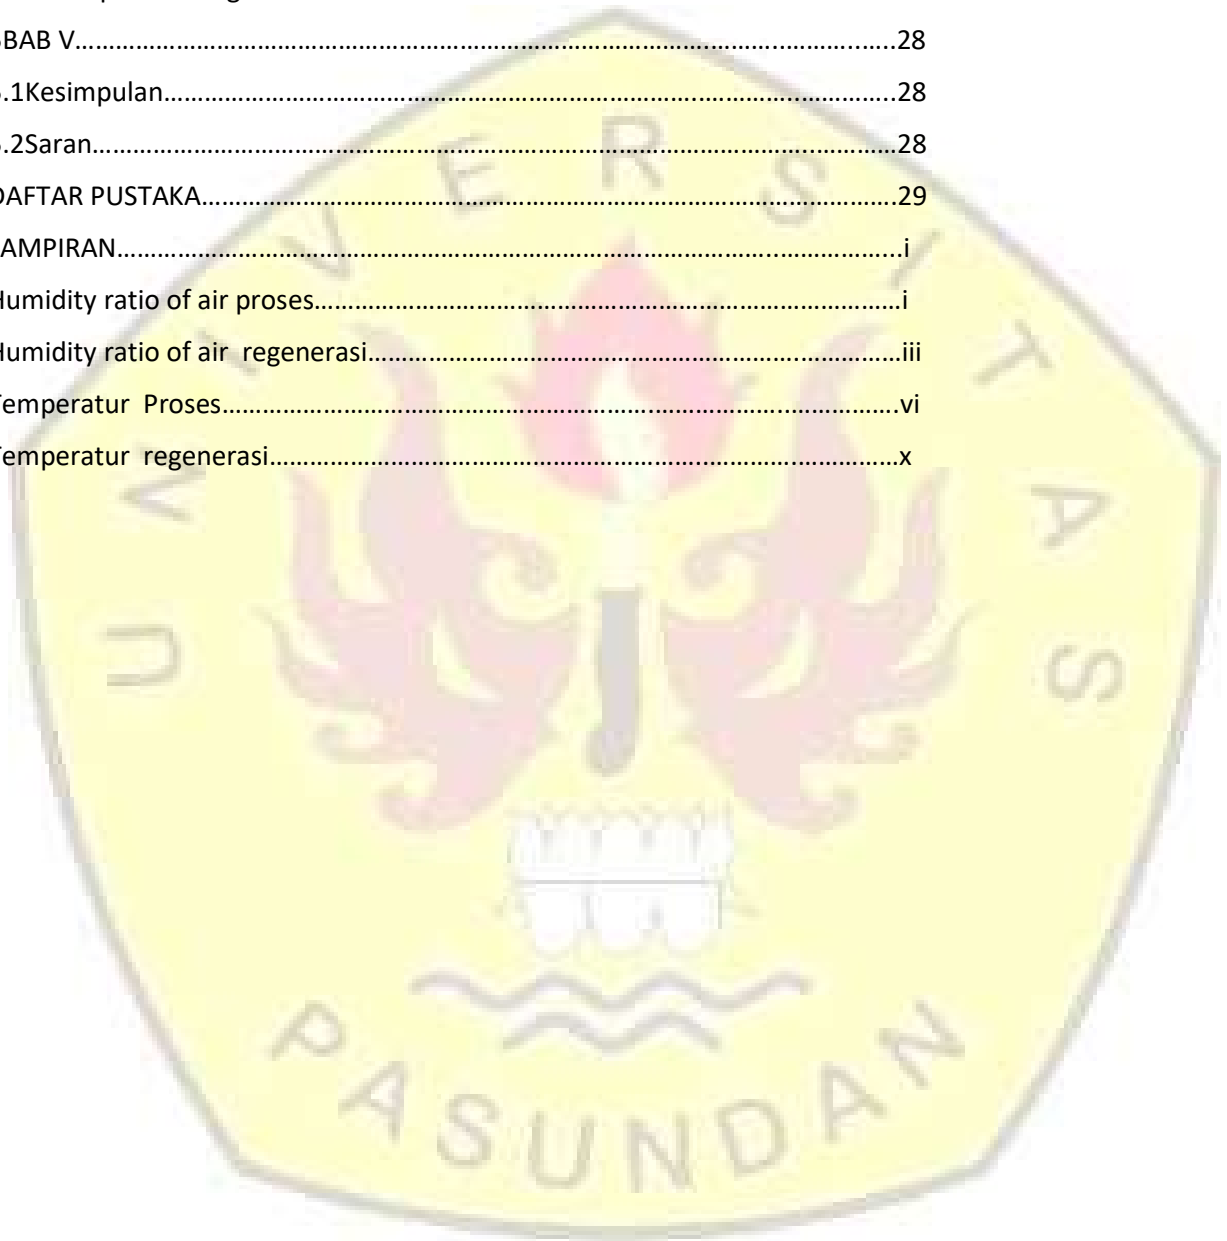 BAB V……………………………………………………………………………………..28
.1Kesimpulan…………………………………………………………………………..28
.2Saran…………………………………………………………………………………..28
DAFTAR PUSTAKA…………………………………………………………………….29
AMPIRAN………………………………………………………………………………..i
Humidity ratio of air proses…………………………………………………………..i
Humidity ratio of air  regenerasi……………………………………………………..iii
Temperatur  Proses……………………………………………………………………..vi
Temperatur  regenerasi………………………………………………………………..x
UNIVERSITAS
PASUNDAN